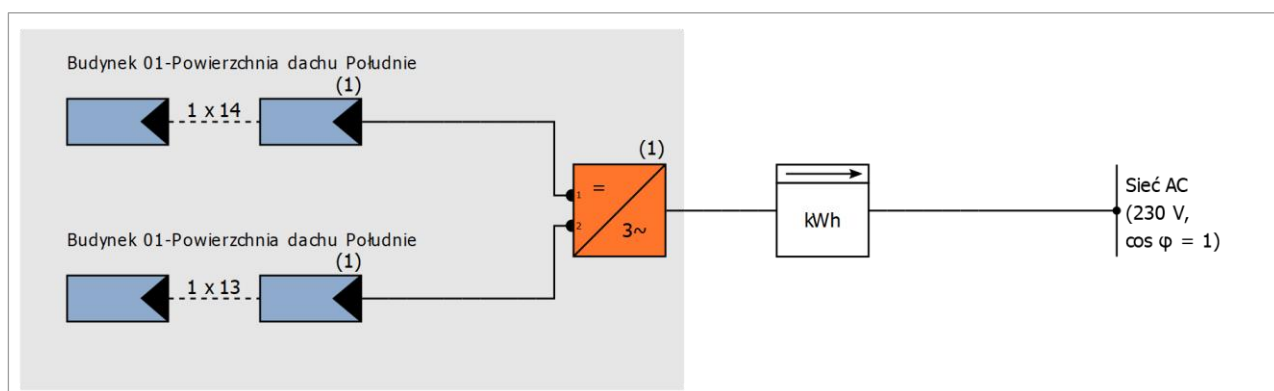 Budynek 01-Powierzchnia dachu Południe
(1)
1 x 14
(1)
1
=
2
3~
kWh
Sieć AC
(230 V,
cos φ = 1)
Budynek 01-Powierzchnia dachu Południe
(1)
1 x 13